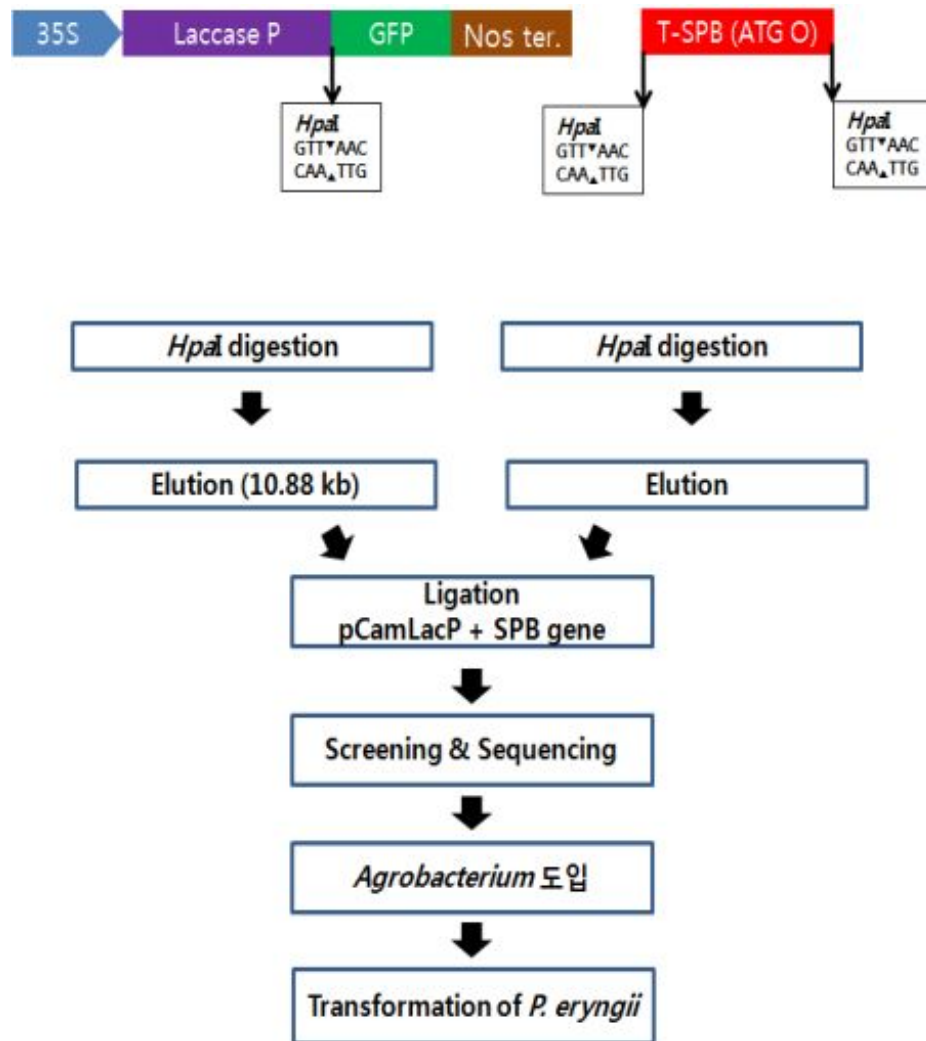 35S Laccase P GFP Nos ter. T-SPB (ATG O)
HpaI
GTT▼AAC
CAA▲TTG
HpaI
GTT▼AAC
CAA▲TTG
HpaI
GTT▼AAC
CAA▲TTG
HpaI digestion HpaI digestion
Elution (10.88 kb) Elution
Ligation
pCamLacP + SPB gene
Screening & Sequencing
Agrobacterium 도입
Transformation of P. eryngii